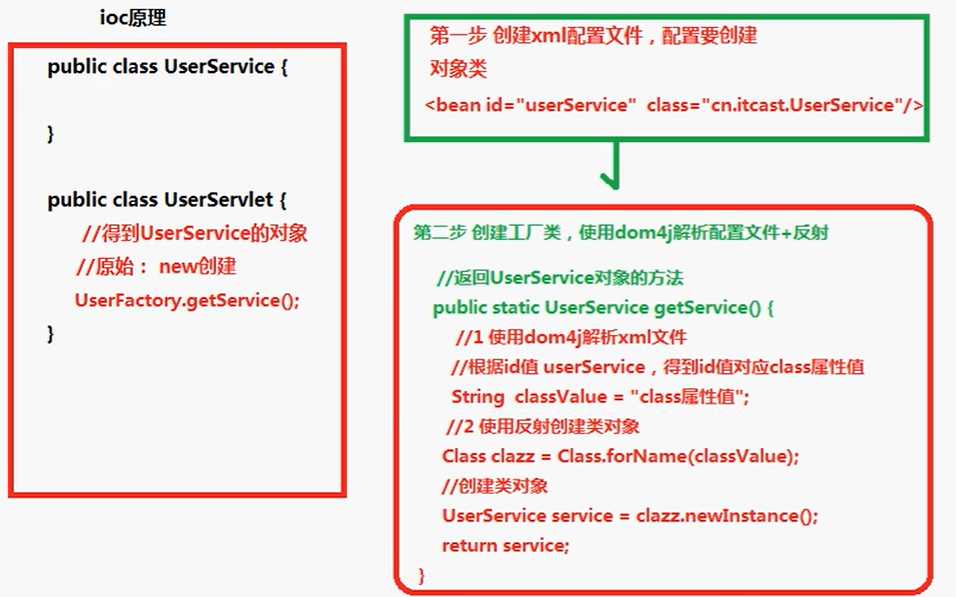 ioc原理
public class UserService {
}
public class UserServlet {
//得到UserService的对象
//原始： new创建
UserFactory.getService();
}
第一步 创建xml配置文件，配置要创建
对象类
<bean id="userService" class="cn.itcast.UserService"/>
第二步 创建工厂类，使用dom4j解析配置文件+反射
//返回UserService对象的方法
public static UserService getService() {
//1 使用dom4j解析xml文件
//根据id值 userService，得到id值对应class属性值
String classValue = "class属性值";
//2 使用反射创建类对象
Class clazz = Class.forName(classValue);
//创建类对象
UserService service = clazz.newInstance();
return service;
}